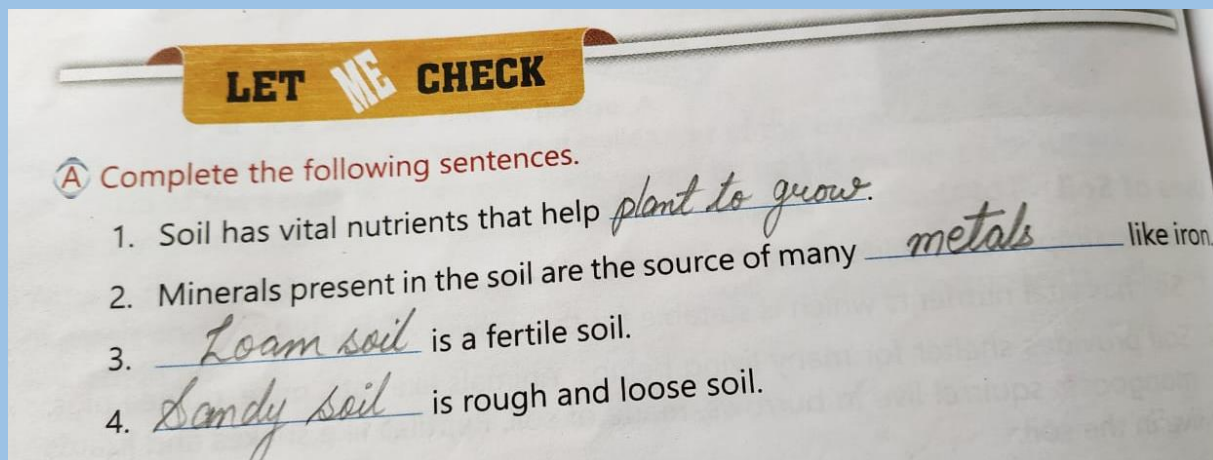 LET ME CHECK
A Complete the following sentences.
1. Soil has vital nutrients that help plant to grow.
2. Minerals present in the soil are the source of many metals like iron.
3. Loam soil is a fertile soil.
4. Sandy soil is rough and loose soil.